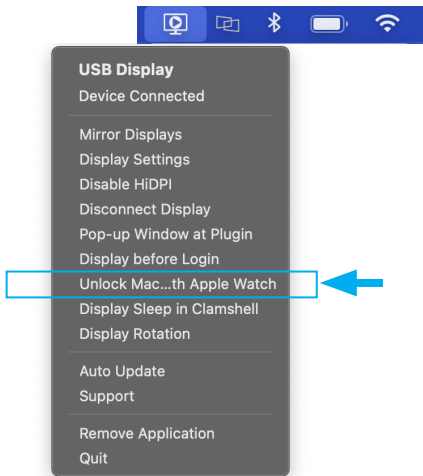 USB Display
Device Connected
Mirror Displays
Display Settings
Disable HiDPI
Disconnect Display
Pop-up Window at Plugin
Display before Login
Unlock Mac...th Apple Watch
Display Sleep in Clamshell
Display Rotation
Auto Update
Support
Remove Application
Quit